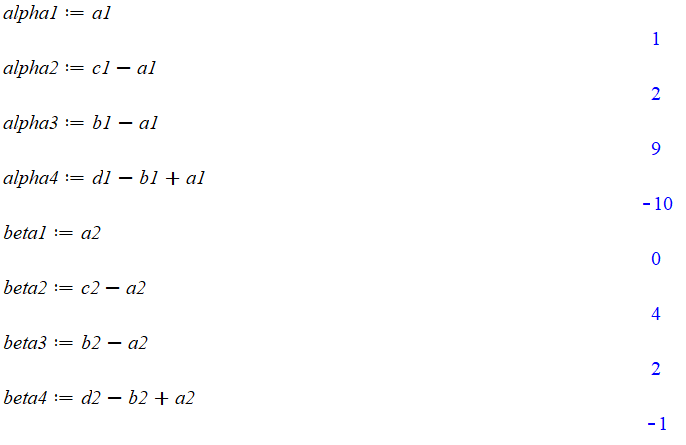 alpha1 := a1
1
alpha2 := c1 − a1
2
alpha3 := b1 − a1
9
alpha4 := d1 − b1 + a1
-10
beta1 := a2
0
beta2 := c2 − a2
4
beta3 := b2 − a2
2
beta4 := d2 − b2 + a2
-1